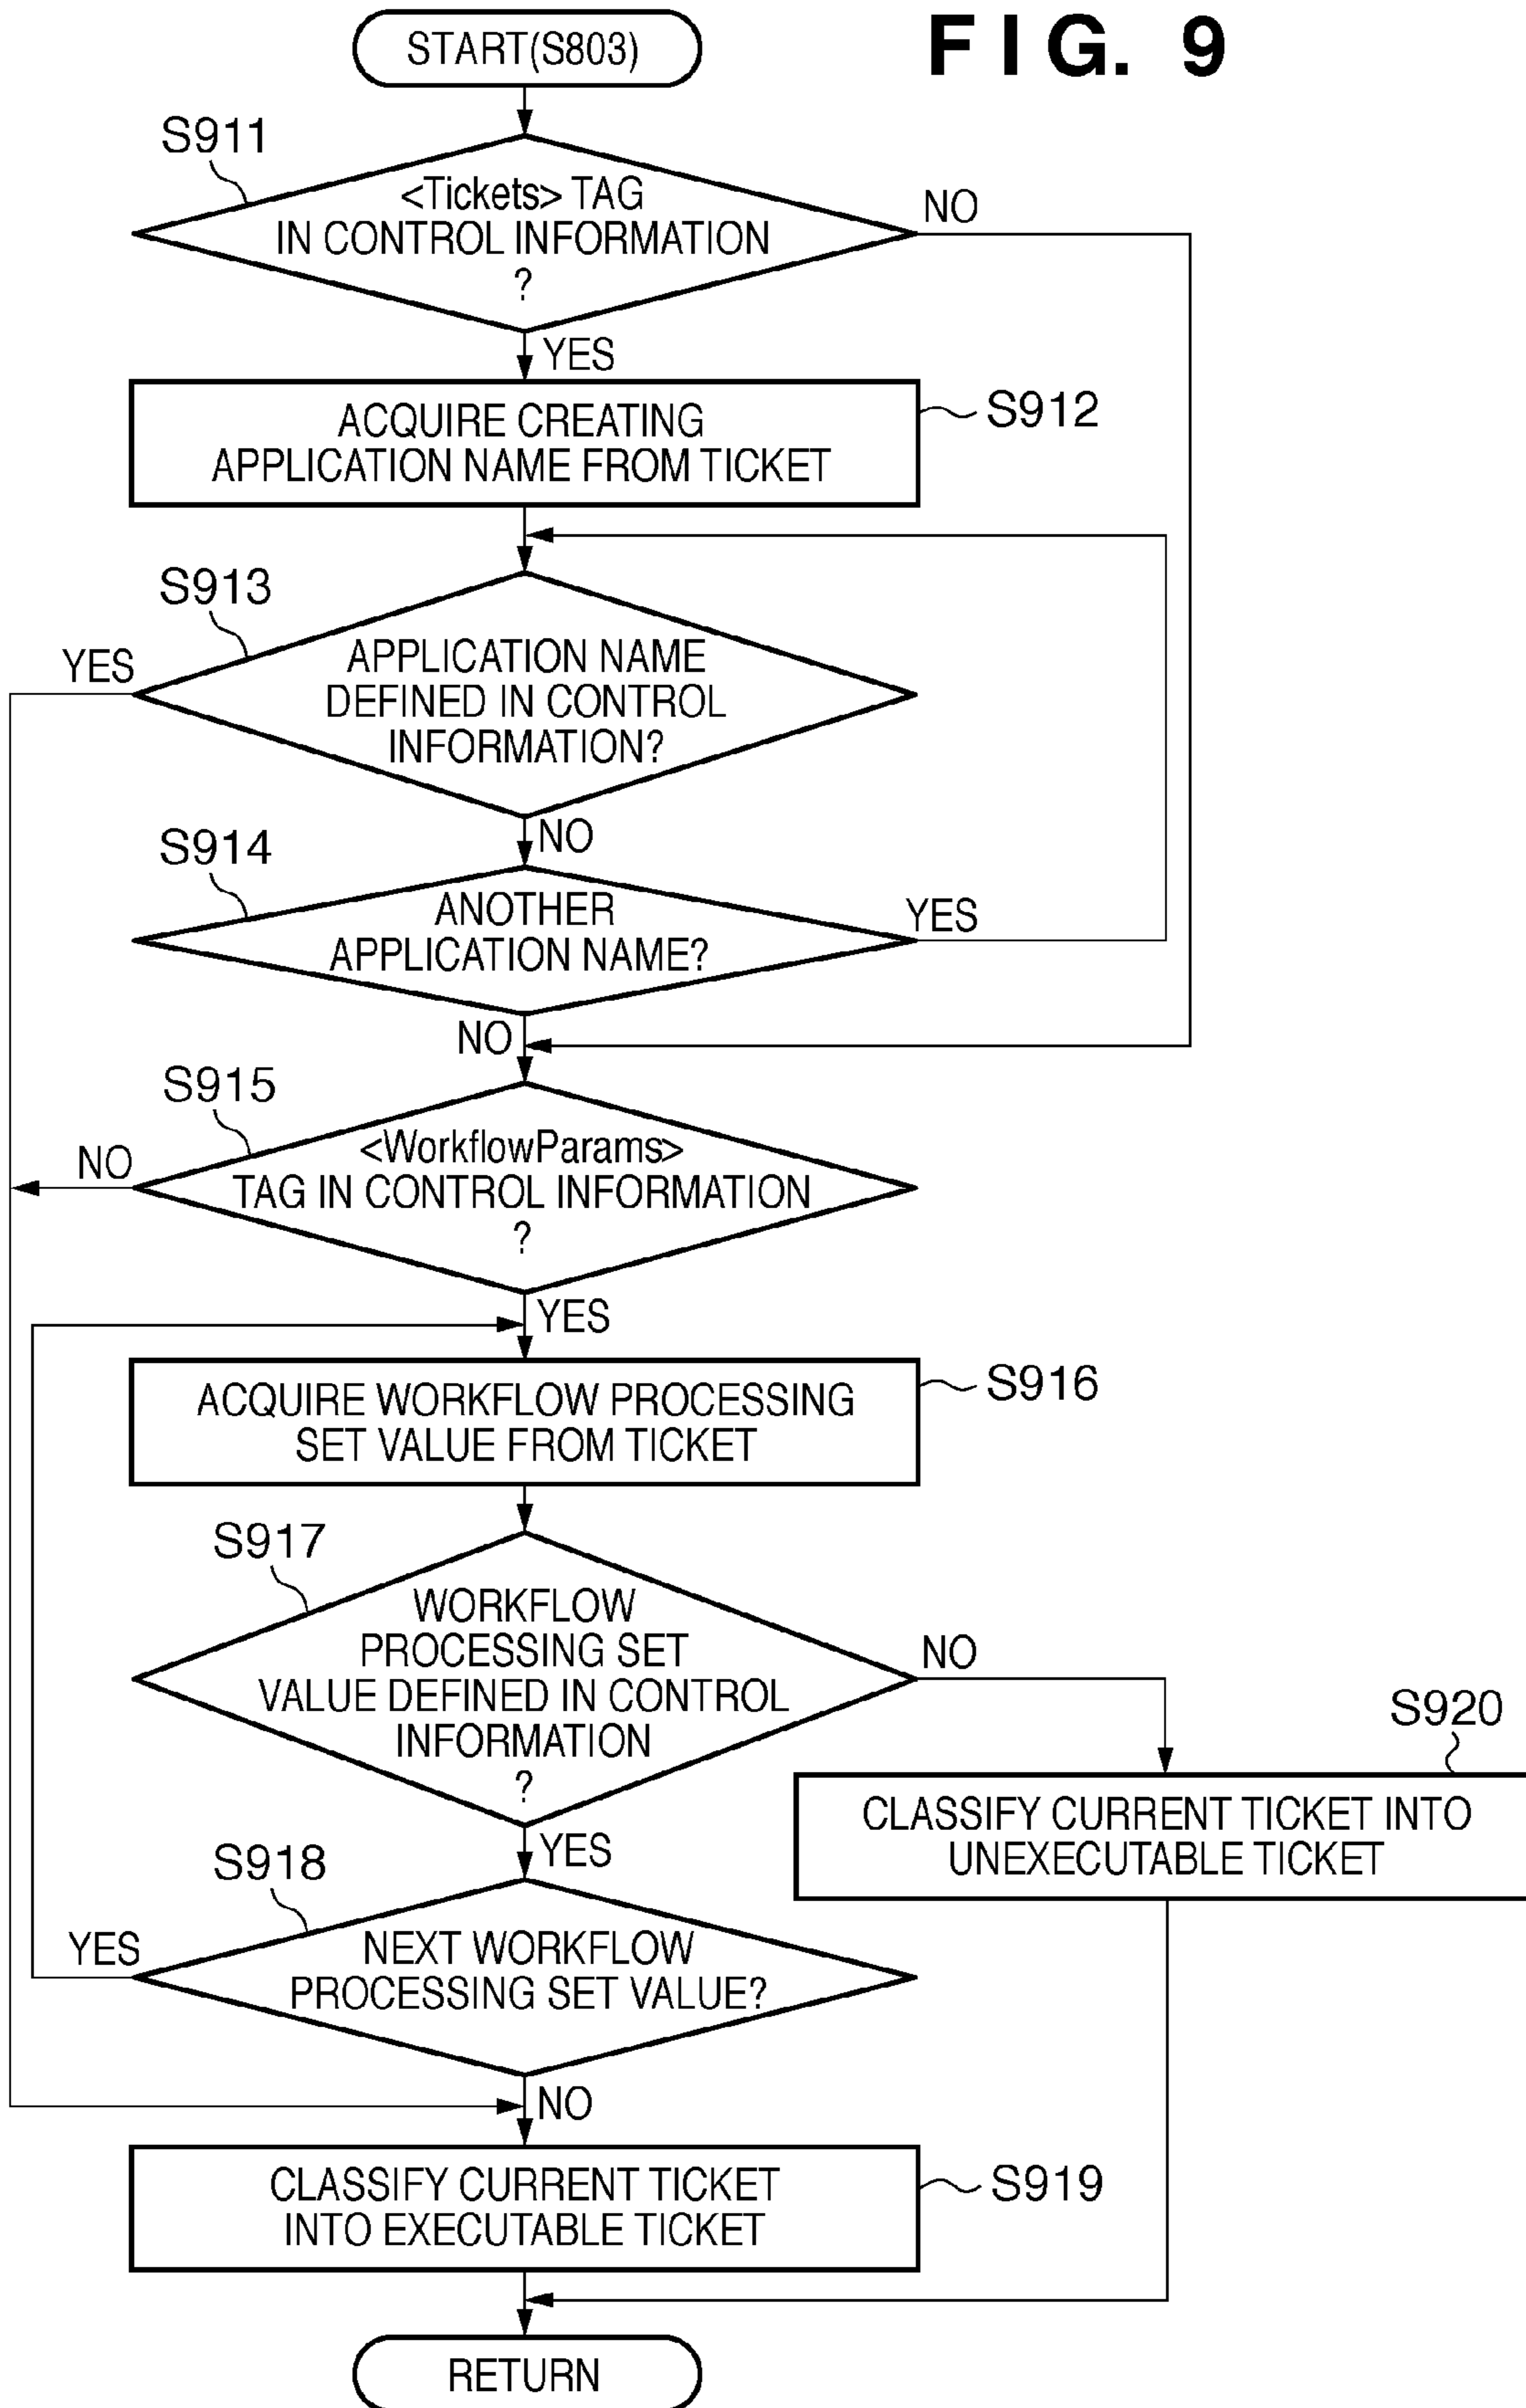 START(S803)
FIG. 9
S911
<Tickets> TAG
IN CONTROL INFORMATION
?
NO
YES
ACQUIRE CREATING
APPLICATION NAME FROM TICKET
S912
S913
YES
APPLICATION NAME
DEFINED IN CONTROL
INFORMATION?
NO
S914
ANOTHER
APPLICATION NAME?
YES
NO
S915
NO
<WorkflowParams>
TAG IN CONTROL INFORMATION
?
YES
ACQUIRE WORKFLOW PROCESSING
SET VALUE FROM TICKET
S916
S917
WORKFLOW
PROCESSING SET
VALUE DEFINED IN CONTROL
INFORMATION
?
NO
S920
CLASSIFY CURRENT TICKET INTO
UNEXECUTABLE TICKET
YES
S918
YES
NEXT WORKFLOW
PROCESSING SET VALUE?
NO
CLASSIFY CURRENT TICKET
INTO EXECUTABLE TICKET
S919
RETURN